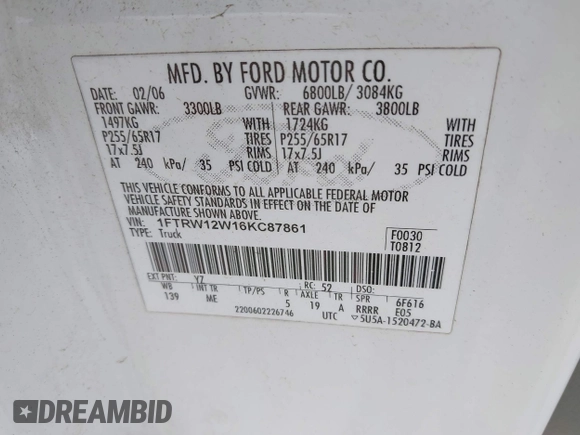 MFD. BY FORD MOTOR CO.
DATE: 02/06 GVWR: 6800LB/ 3084KG
FRONT GAWR: 3300LB REAR GAWR: 3800LB
1497KG WITH 1724KG WITH
P255/65R17 TIRES P255/65R17 TIRES
17x7.5J RIMS 17x7.5J RIMS
AT 240 kPa/ 35 PSI COLD AT 240 kPa/ 35 PSI COLD
THIS VEHICLE CONFORMS TO ALL APPLICABLE FEDERAL MOTOR
VEHICLE SAFETY STANDARDS IN EFFECT ON THE DATE OF
MANUFACTURE SHOWN ABOVE.
VIN: 1FTRW12W16KC87861 F0030
TYPE: Truck T0812
EXT PNT: YZ RC: 52 DSO:
WB INT TR TP/PS R AXLE TR SPR 6F616
139 ME 5 19 A RRRR E05
2200602226746 UTC ▽5U5A-1520472-BA
DREAMBID